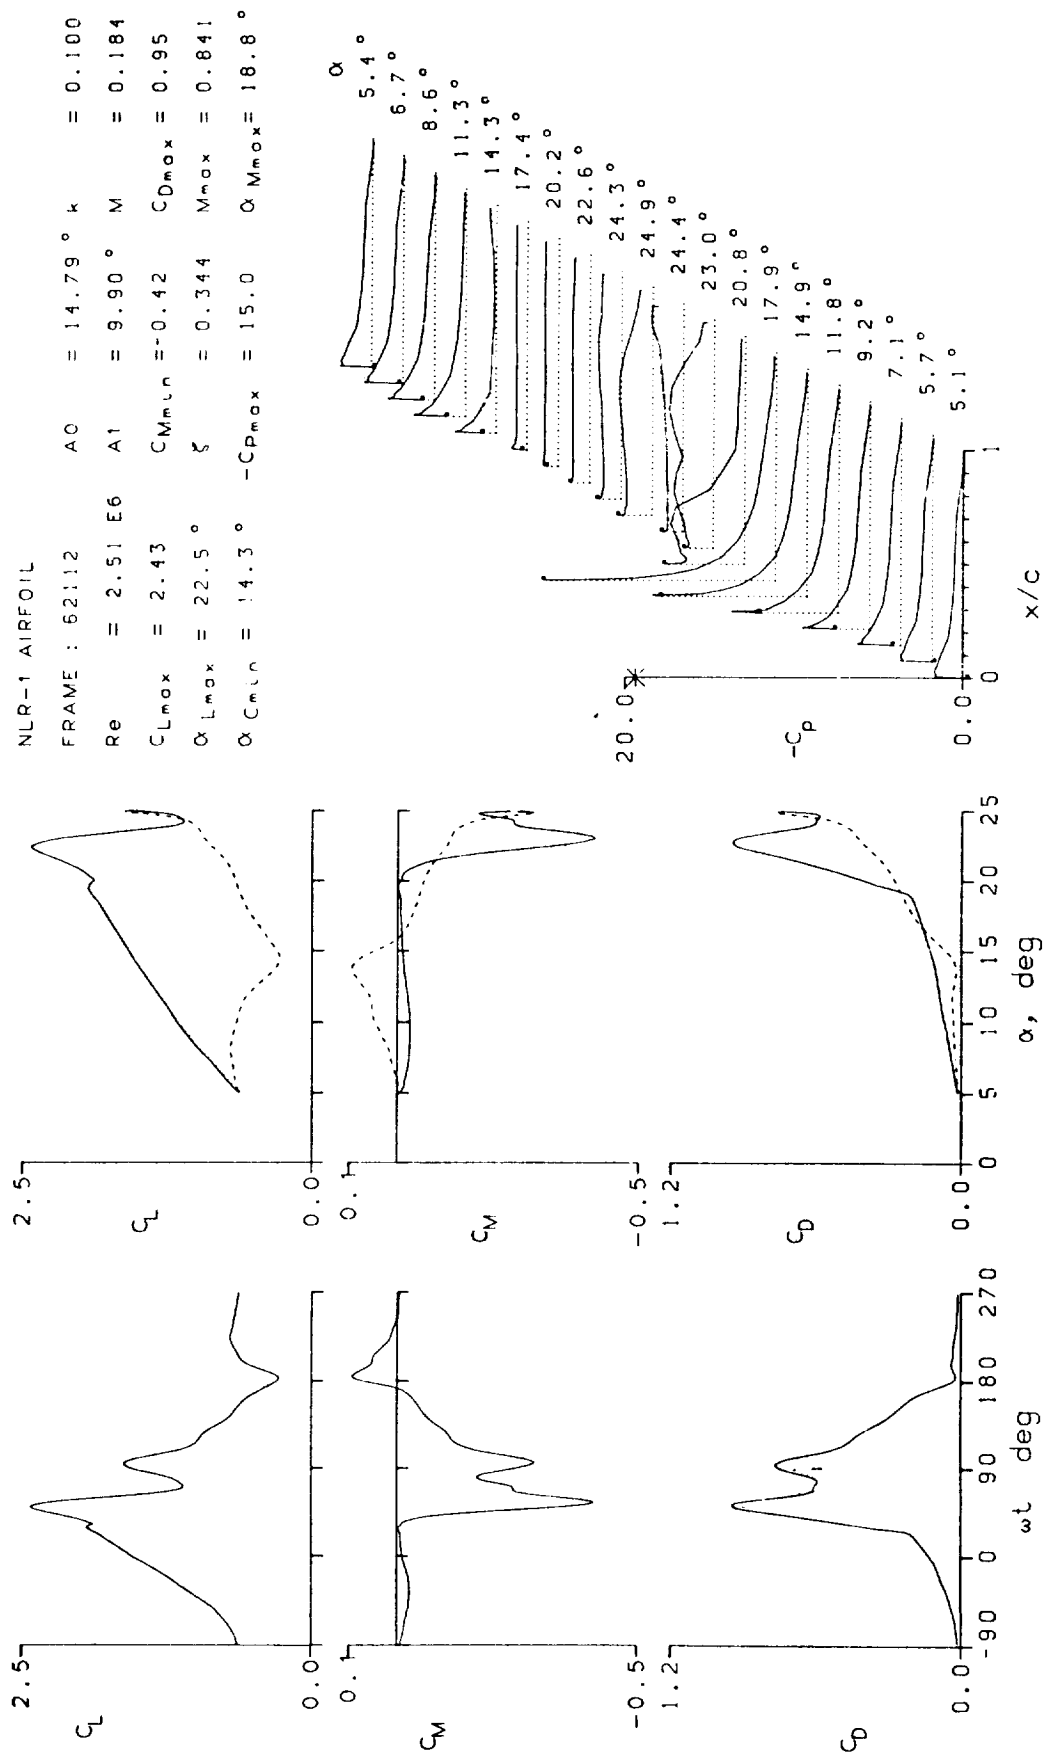 NLR-1 AIRFOIL
FRAME : 62112 A0 = 14.79° k = 0.100
Re = 2.51 E6 A1 = 9.90° M = 0.184
CLmax = 2.43 CMmin =-0.42 CDmax = 0.95
αLmax = 22.5° ζ = 0.344 Mmax = 0.841
αCmin = 14.3° -CPmax = 15.0 αMmax= 18.8°
α
5.4°
6.7°
8.6°
11.3°
14.3°
17.4°
20.2°
22.6°
24.3°
24.9°
24.4°
23.0°
20.8°
17.9°
14.9°
11.8°
9.2°
7.1°
5.7°
5.1°
20.0
-CP
0.0
0
1
x/c
2.5
CL
0.0
0.1
CM
-0.5
1.2
CD
0.0
-90
0
90
180
270
ωt deg
2.5
CL
0.0
0.1
CM
-0.5
1.2
CD
0.0
0
5
10
15
20
25
α, deg